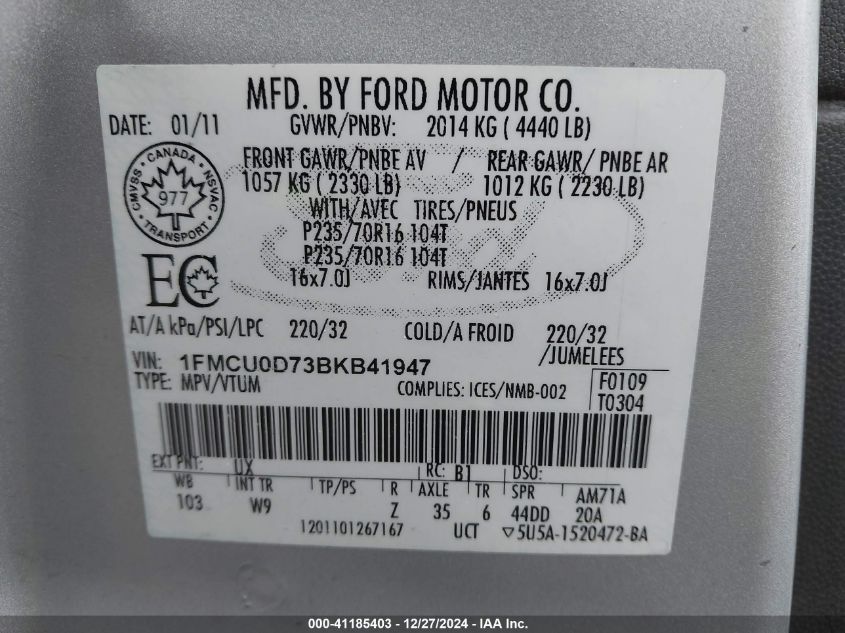 MFD. BY FORD MOTOR CO.
DATE: 01/11 GVWR/PNBV: 2014 KG ( 4440 LB)
FRONT GAWR/PNBE AV / REAR GAWR/ PNBE AR
1057 KG ( 2330 LB) 1012 KG ( 2230 LB)
WITH/AVEC TIRES/PNEUS
CANADA
CMVSS NSVAC
977
TRANSPORT
P235/70R16 104T
P235/70R16 104T
16x7.0J RIMS/JANTES 16x7.0J
EC
AT/A kPa/PSI/LPC 220/32 COLD/A FROID 220/32
/JUMELEES
VIN: 1FMCU0D73BKB41947
TYPE: MPV/VTUM COMPLIES: ICES/NMB-002
F0109
T0304
EXT PNT: UX RC: B1 DSO:
WB INT TR TP/PS R AXLE TR SPR AM71A
103 W9 Z 35 6 44DD 20A
1201101267167 UCT ▽5U5A-1520472-BA
000-41185403 - 12/27/2024 - IAA Inc.